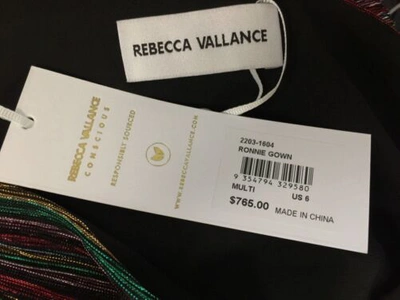 REBECCA VALLANCE
REBECCA VALLANCE
CONSCIOUS
RESPONSIBLY SOURCED
WWW.REBECCAVALLANCE.COM
2203-1604
RONNIE GOWN
9 354794 329580
MULTI US 6
$765.00 MADE IN CHINA